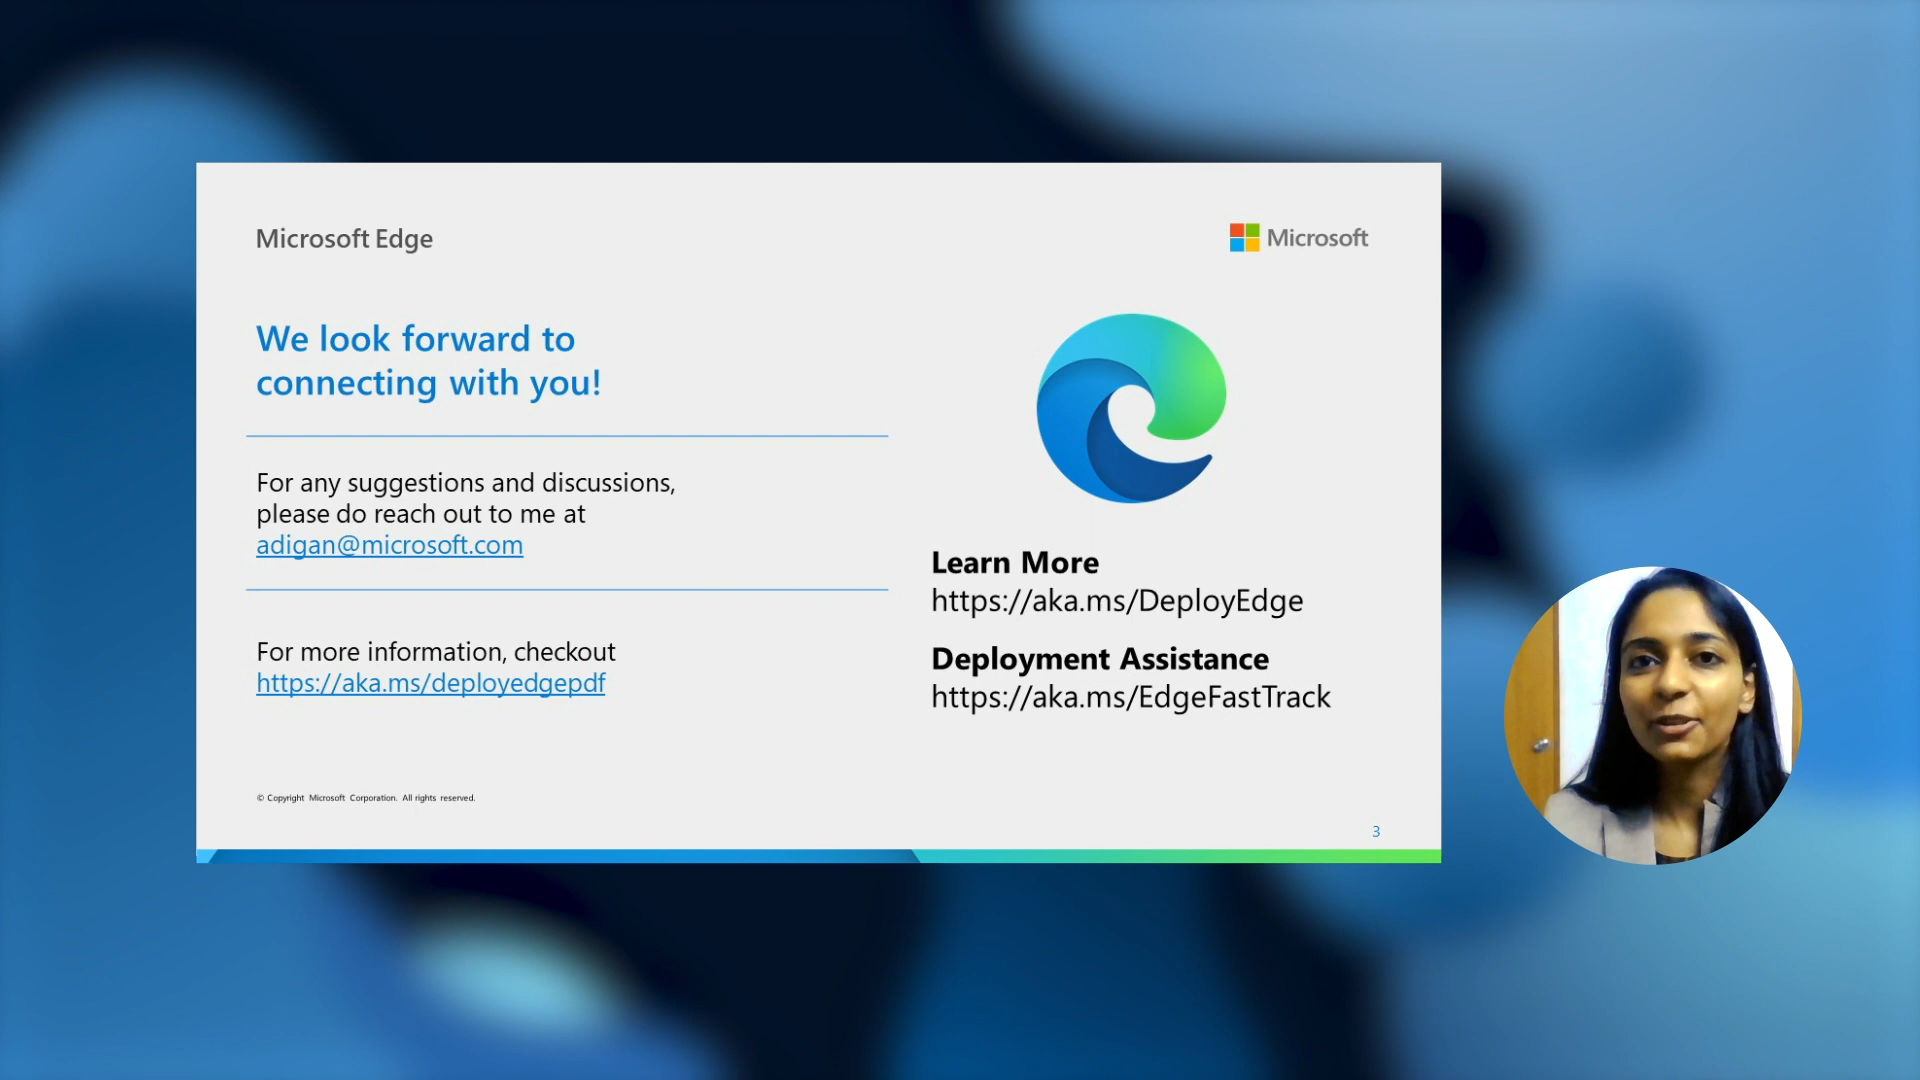 Microsoft Edge
Microsoft
We look forward to
connecting with you!
For any suggestions and discussions,
please do reach out to me at
adigan@microsoft.com
For more information, checkout
https://aka.ms/deployedgepdf
Learn More
https://aka.ms/DeployEdge
Deployment Assistance
https://aka.ms/EdgeFastTrack
© Copyright Microsoft Corporation. All rights reserved.
3